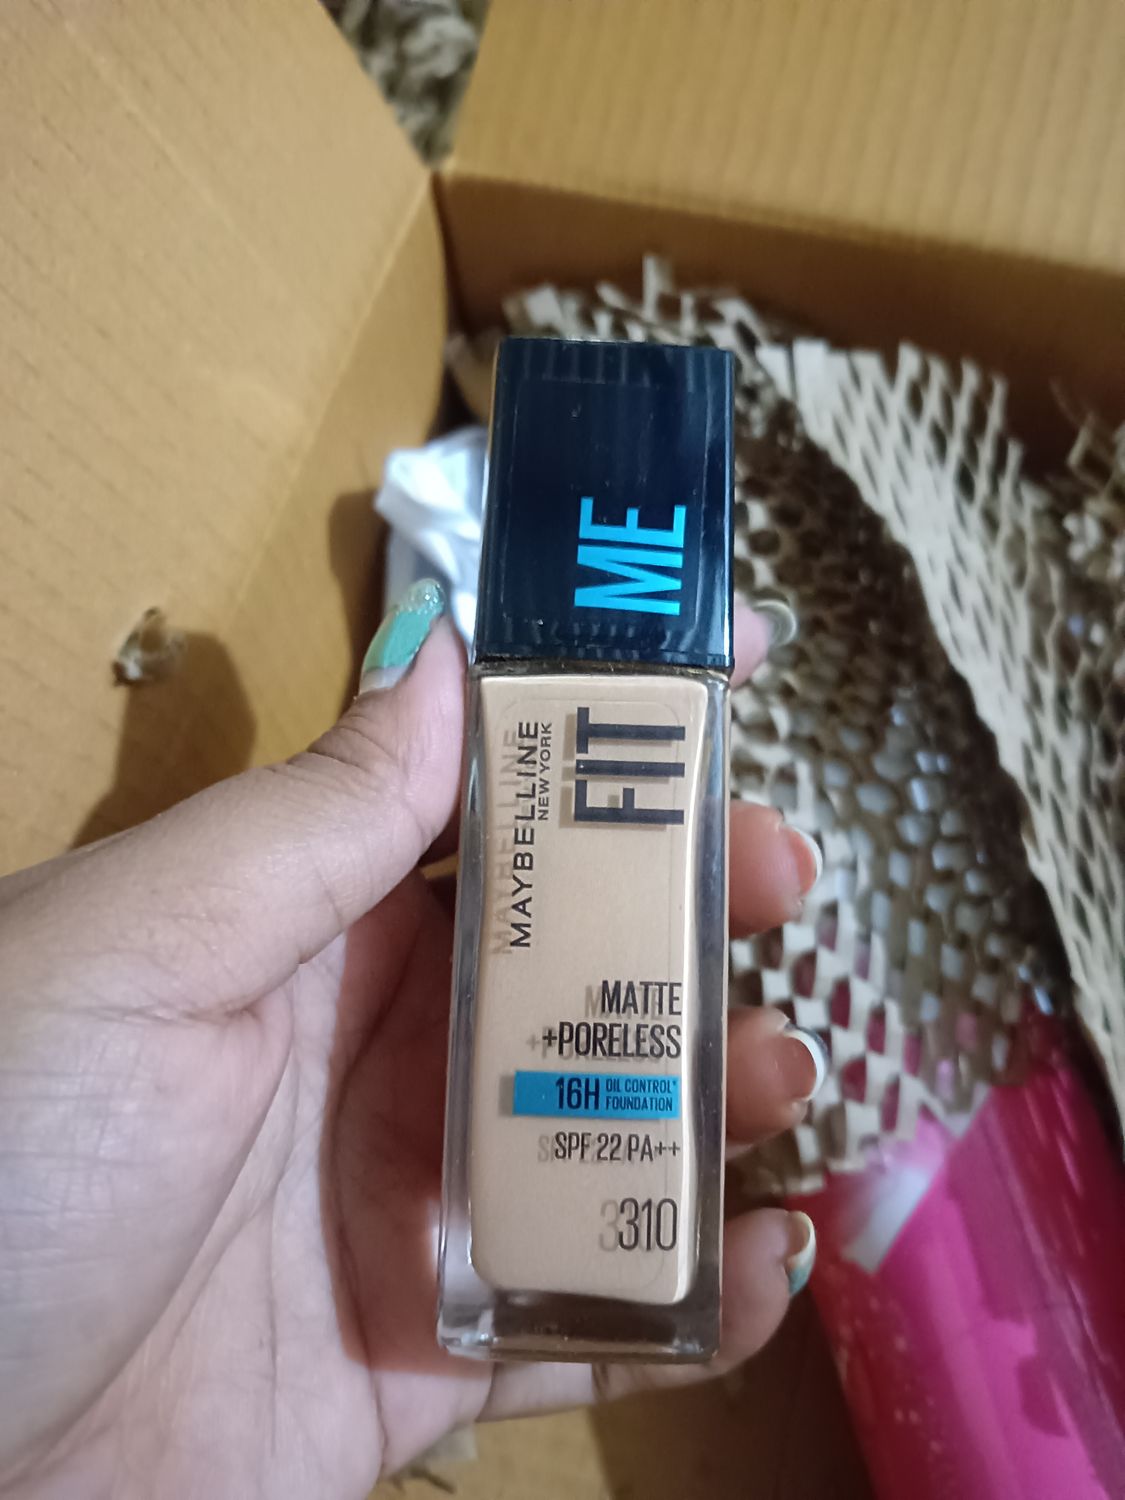 FIT ME
MAYBELLINE
NEW YORK
MATTE
+PORELESS
16H OIL CONTROL*
FOUNDATION
SPF 22 PA++
310